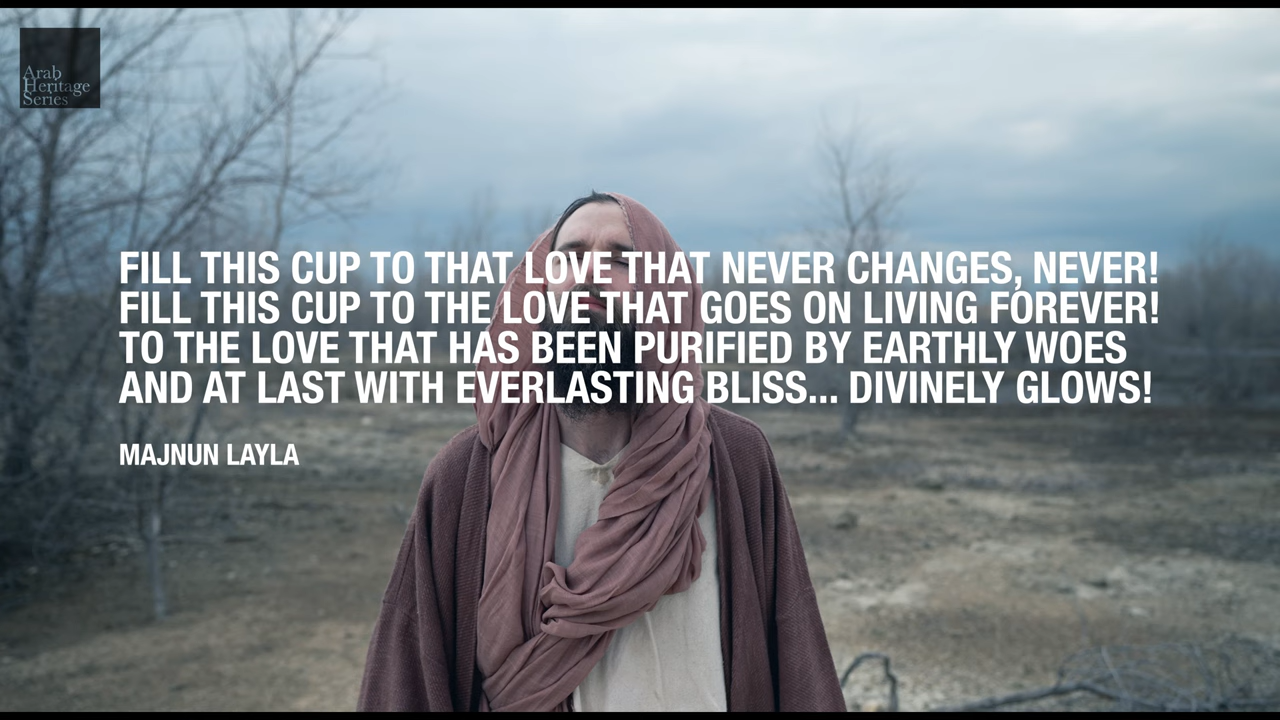 Arab
Heritage
Series
FILL THIS CUP TO THAT LOVE THAT NEVER CHANGES, NEVER!
FILL THIS CUP TO THE LOVE THAT GOES ON LIVING FOREVER!
TO THE LOVE THAT HAS BEEN PURIFIED BY EARTHLY WOES
AND AT LAST WITH EVERLASTING BLISS... DIVINELY GLOWS!
MAJNUN LAYLA